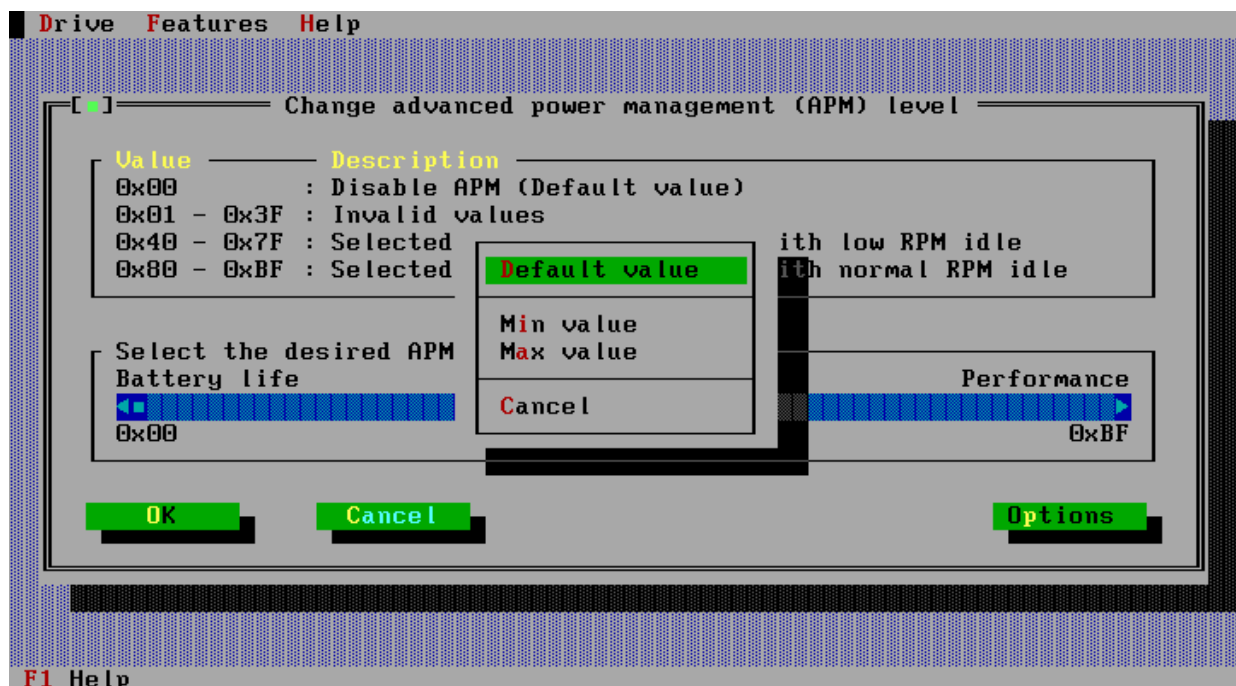 Drive Features Help
Change advanced power management (APM) level
Value Description
0x00 : Disable APM (Default value)
0x01 - 0x3F : Invalid values
0x40 - 0x7F : Selected ith low RPM idle
0x80 - 0xBF : Selected ith normal RPM idle
Default value
Min value
Max value
Cancel
Select the desired APM
Battery life Performance
0x00 0xBF
OK Cancel Options
F1 Help